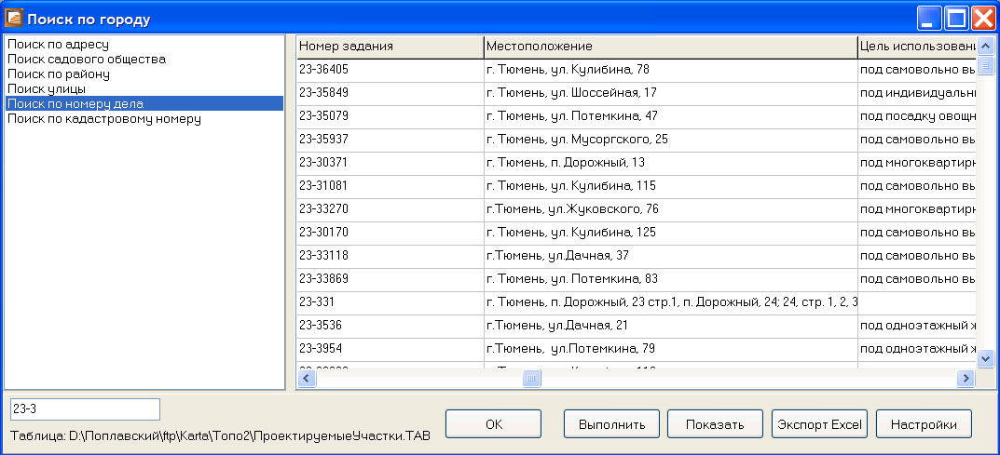 Поиск по городу
Поиск по адресу
Поиск садового общества
Поиск по району
Поиск улицы
Поиск по номеру дела
Поиск по кадастровому номеру
Номер задания Местоположение Цель использовани
23-36405 г. Тюмень, ул. Кулибина, 78 под самовольно вы
23-35849 г. Тюмень, ул. Шоссейная, 17 под индивидуальн
23-35079 г. Тюмень, ул. Потемкина, 47 под посадку овощн
23-35937 г. Тюмень, ул. Мусоргского, 25 под самовольно вы
23-30371 г. Тюмень, п. Дорожный, 13 под многоквартирн
23-31081 г. Тюмень, ул. Кулибина, 115 под самовольно вы
23-33270 г.Тюмень, ул.Жуковского, 76 под многоквартирн
23-30170 г. Тюмень, ул. Кулибина, 125 под самовольно вы
23-33118 г.Тюмень, ул.Дачная, 37 под самовольно вы
23-33869 г. Тюмень, ул. Потемкина, 83 под самовольно вы
23-331 г. Тюмень, п. Дорожный, 23 стр.1, п. Дорожный, 24; 24, стр. 1, 2, 3
23-3536 г.Тюмень, ул.Дачная, 21 под одноэтажный ж
23-3954 г.Тюмень, ул.Потемкина, 79 под одноэтажный ж
23-3
Таблица: D:\Поплавский\ftp\Karta\Топо2\ПроектируемыеУчастки.TAB
OK Выполнить Показать Экспорт Excel Настройки